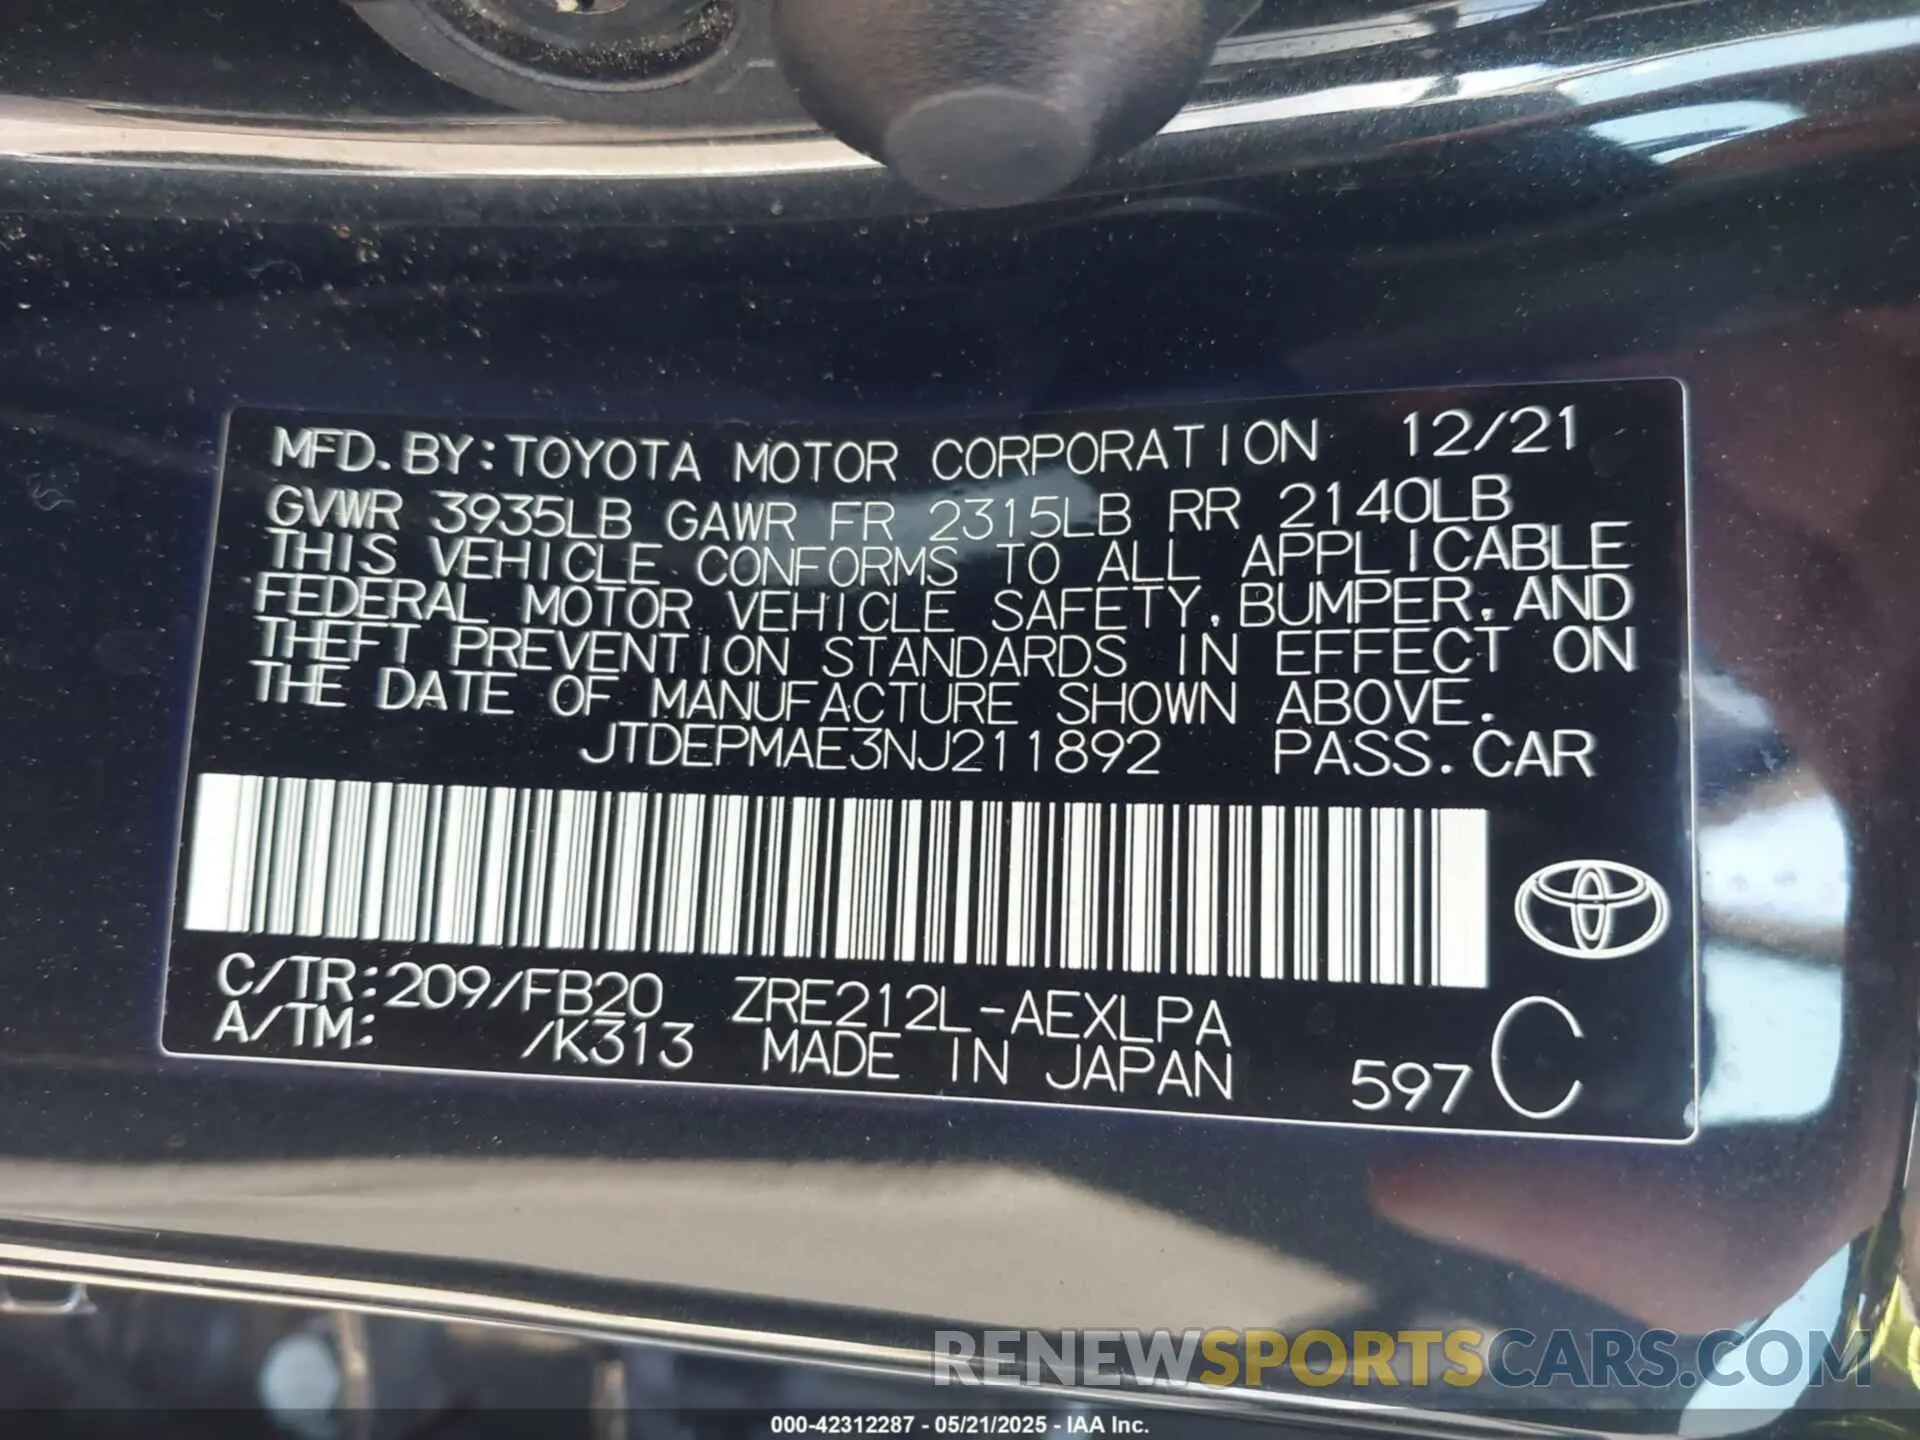 MFD. BY: TOYOTA MOTOR CORPORATION 12/21
GVWR 3935LB GAWR FR 2315LB RR 2140LB
THIS VEHICLE CONFORMS TO ALL APPLICABLE
FEDERAL MOTOR VEHICLE SAFETY, BUMPER, AND
THEFT PREVENTION STANDARDS IN EFFECT ON
THE DATE OF MANUFACTURE SHOWN ABOVE.
JTDEPMAE3NJ211892 PASS. CAR
C/TR: 209/FB20 ZRE212L-AEXLPA
A/TM: /K313 MADE IN JAPAN 597 C
RENEWSPORTSCARS.COM
000-42312287 - 05/21/2025 - IAA Inc.